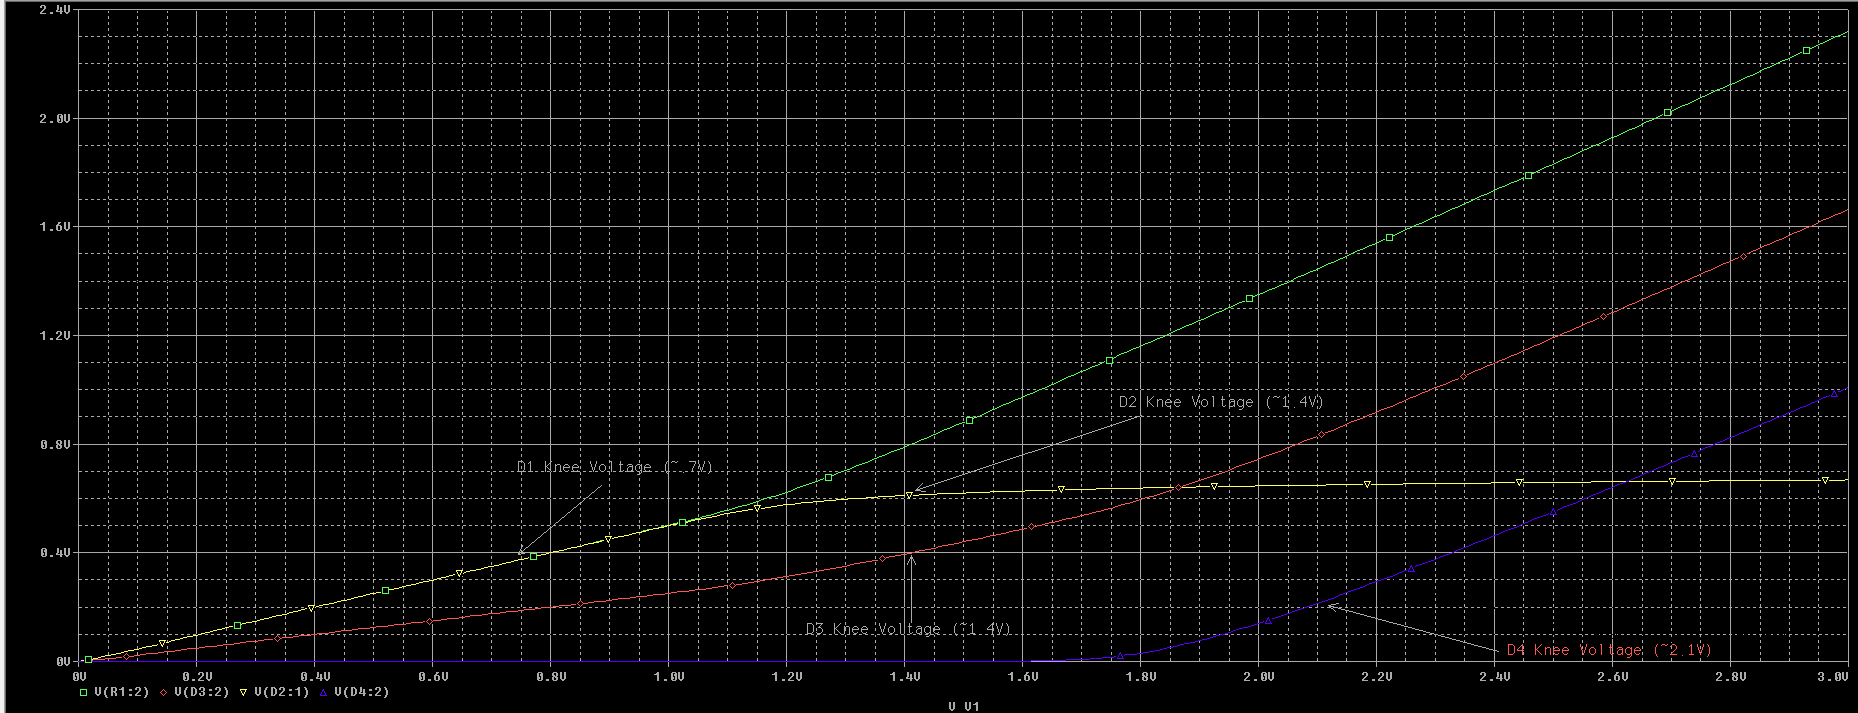 2.4V
2.0V
1.6V
1.2V
D2 Knee Voltage (~1 4V)
0.8V
D1 Knee Voltage (~ 7V)
0.4V
D3 Knee Voltage (~1 4V)
D4 Knee Voltage (~2.1V)
0V
0V 0.2V 0.4V 0.6V 0.8V 1.0V 1.2V 1.4V 1.6V 1.8V 2.0V 2.2V 2.4V 2.6V 2.8V 3.0V
V(R1:2) V(D3:2) V(D2:1) V(D4:2)
V V1